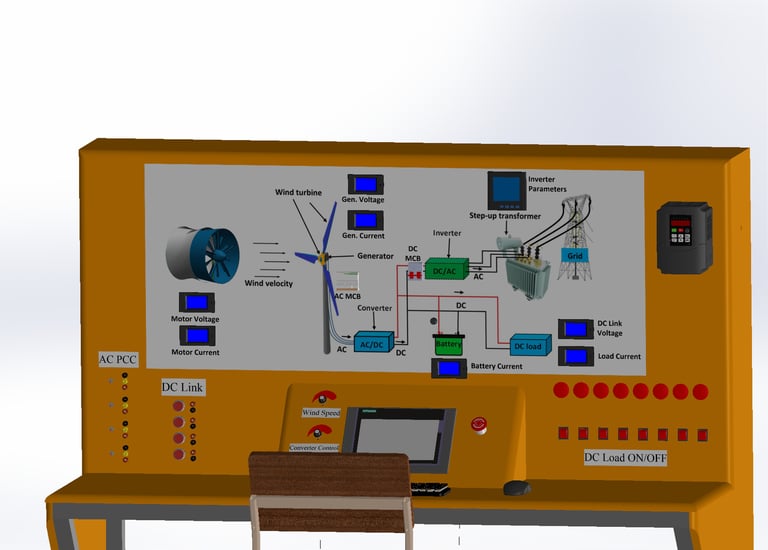 Wind turbine
Gen. Voltage
Gen. Current
Inverter
Parameters
Step-up transformer
Inverter
DC
MCB
DC/AC
AC
Grid
Generator
Wind velocity
AC MCB
Converter
Motor Voltage
Motor Current
AC
AC/DC
DC
DC
Battery
Battery Current
DC load
DC Link
Voltage
Load Current
AC PCC
DC Link
Wind Speed
Converter Control
DC Load ON/OFF